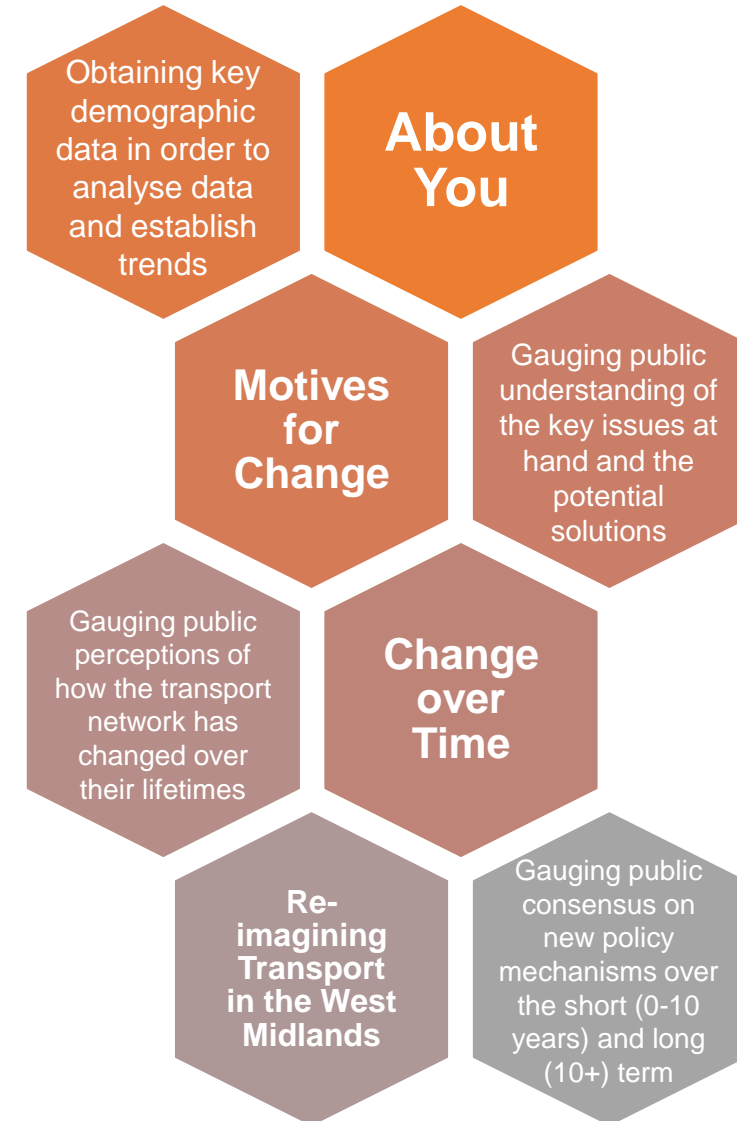 Obtaining key
demographic
data in order to
analyse data
and establish
trends
About
You
Motives
for
Change
Gauging public
understanding of
the key issues at
hand and the
potential
solutions
Gauging public
perceptions of
how the transport
network has
changed over
their lifetimes
Change
over
Time
Re-
imagining
Transport
in the West
Midlands
Gauging public
consensus on
new policy
mechanisms over
the short (0-10
years) and long
(10+) term